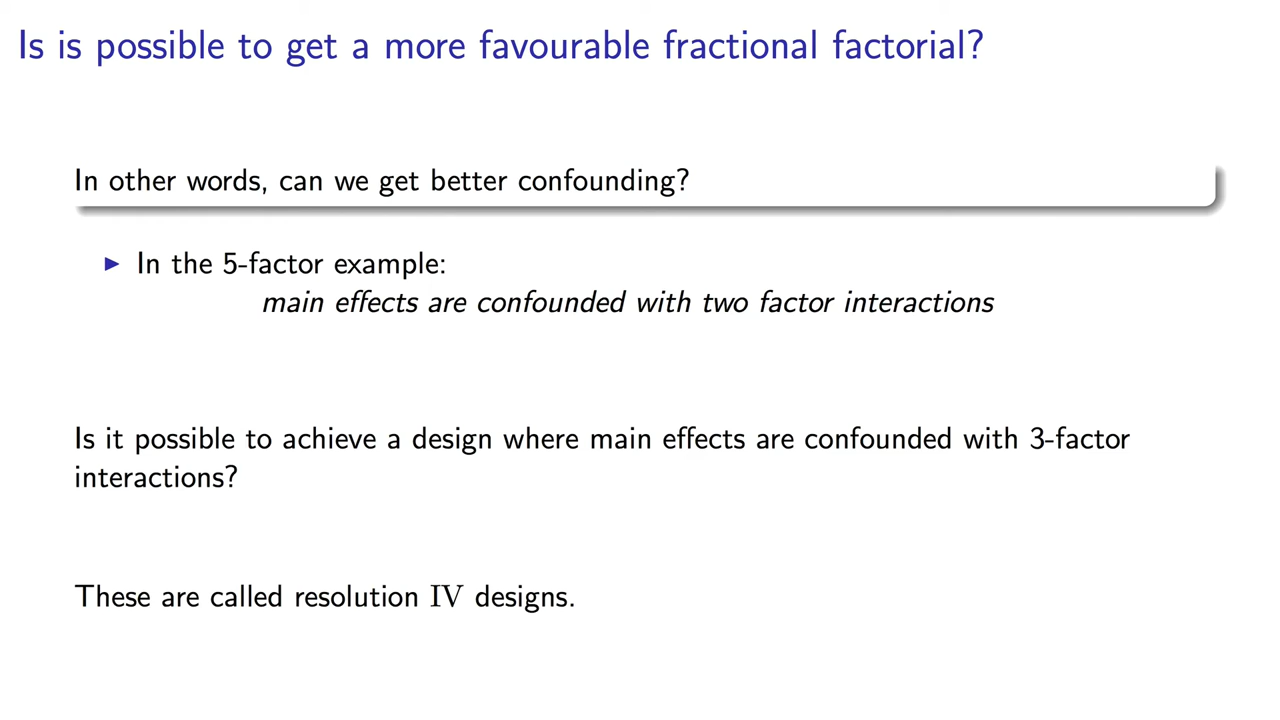 Is is possible to get a more favourable fractional factorial?
In other words, can we get better confounding?
▶ In the 5-factor example:
main effects are confounded with two factor interactions
Is it possible to achieve a design where main effects are confounded with 3-factor
interactions?
These are called resolution IV designs.